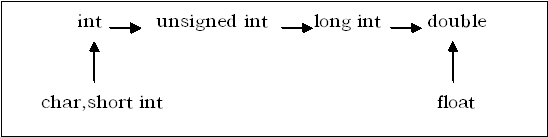 int unsigned int long int double
char,short int float